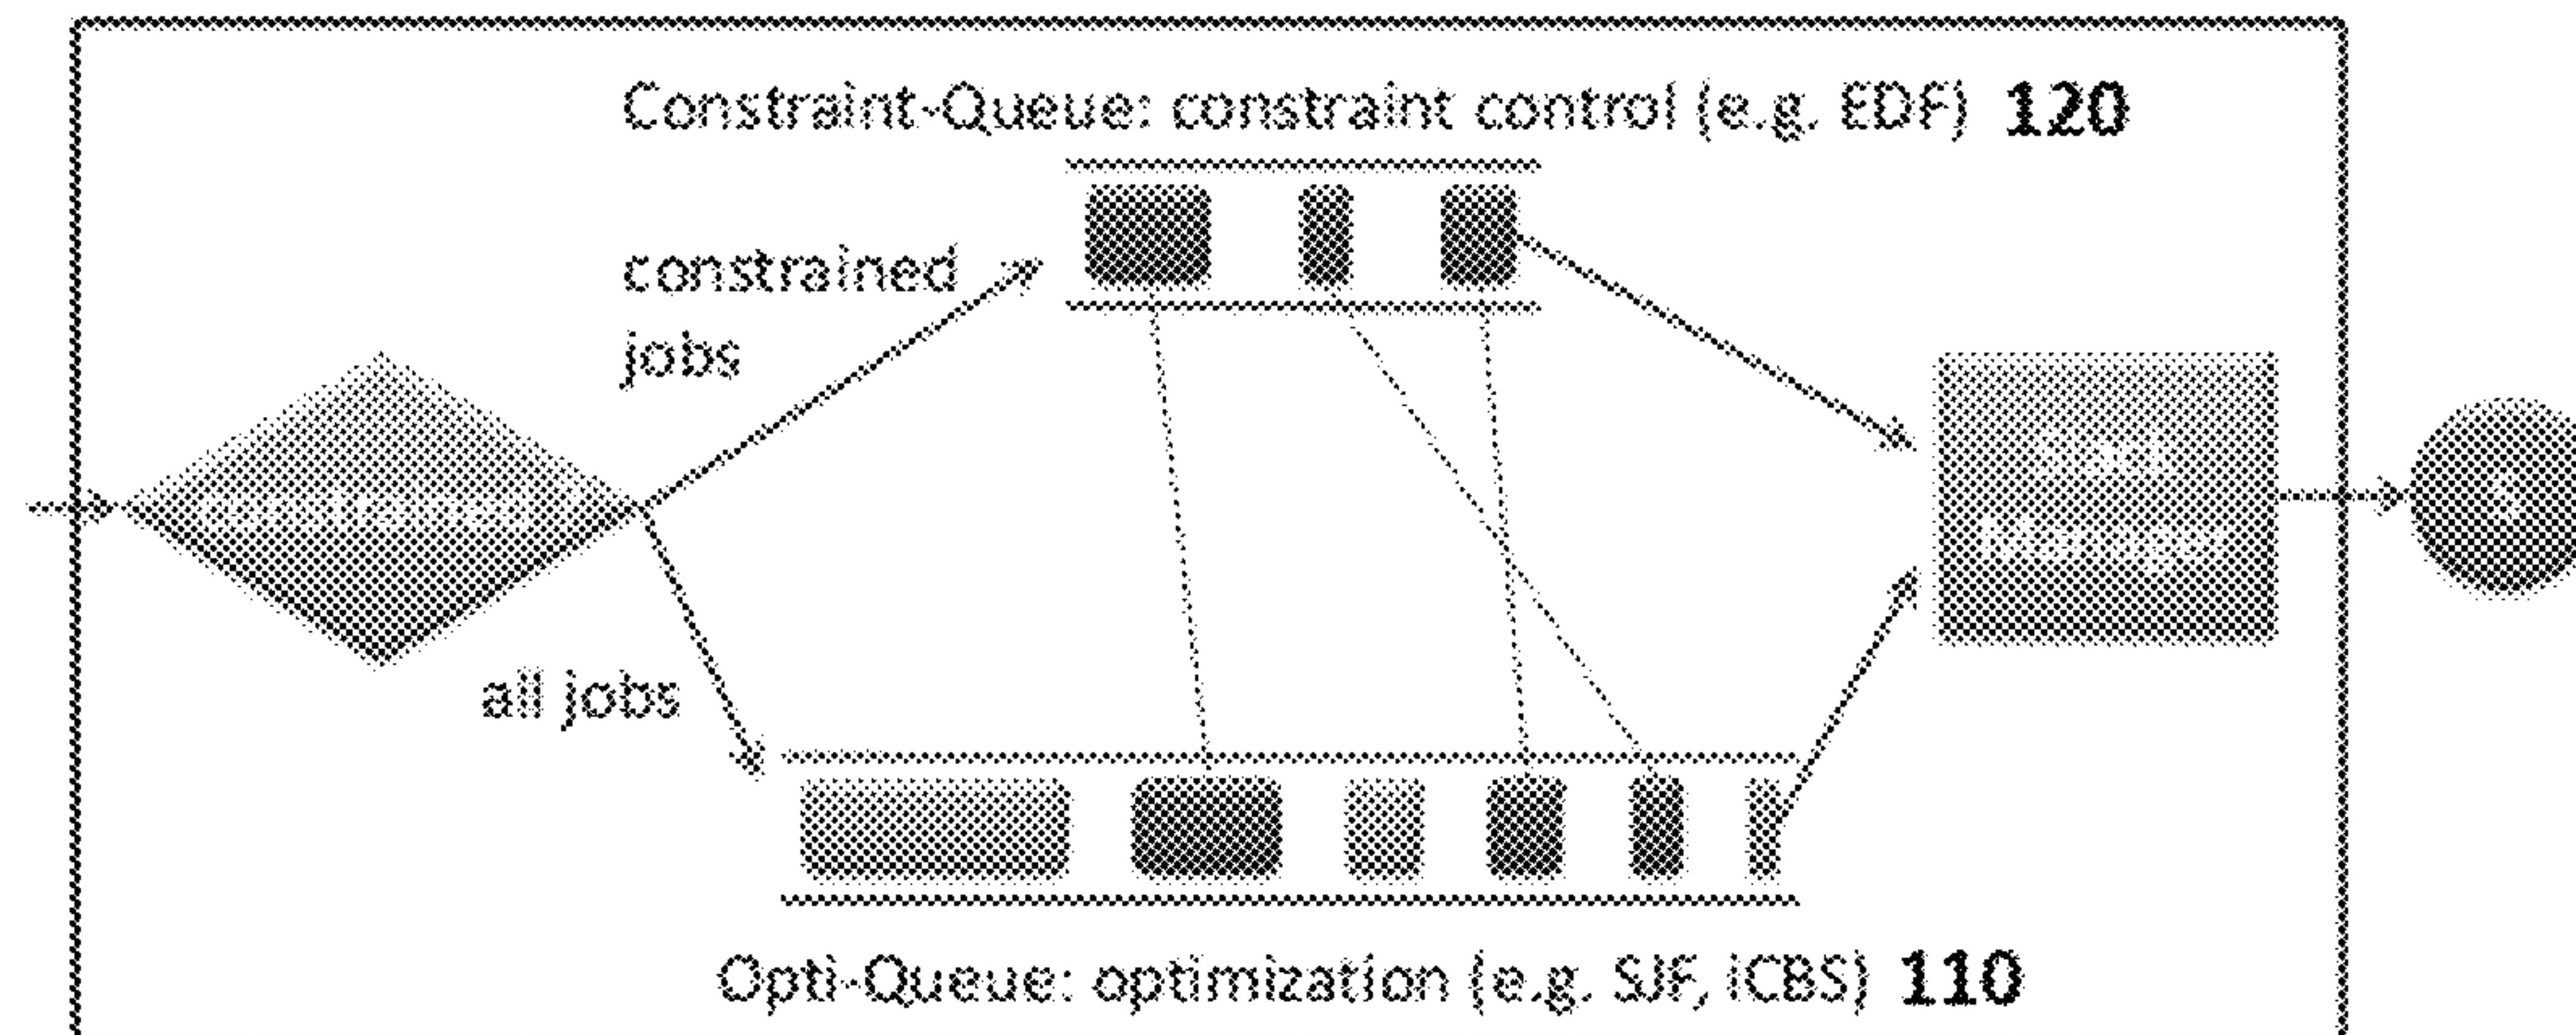 Constraint-Queue: constraint control (e.g. EDF) 120
constrained
jobs
all jobs
Opti-Queue: optimization (e.g. SJF, iCBS) 110